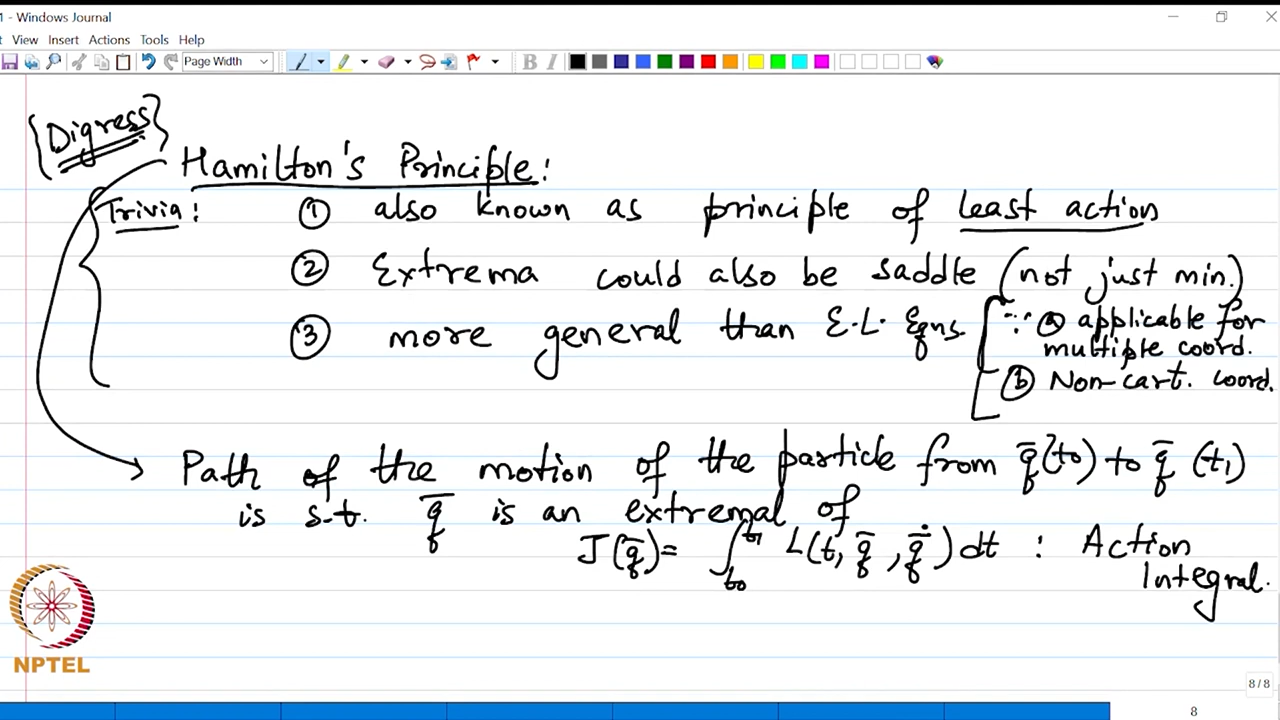 1 - Windows Journal
t View Insert Actions Tools Help
Page Width
B I
{Digress}
Hamilton's Principle:
Trivia: ① also known as principle of least action
② Extrema could also be saddle (not just min.)
③ more general than E.L. Eqns. ∵ ⓐ applicable for
multiple coord.
ⓑ Non-cart. coord.
Path of the motion of the particle from q̄(t₀) to q̄(t₁)
is s.t. q̄ is an extremal of
J(q̄) = ∫ₜ₀ᵗ¹ L(t, q̄, q̄̇) dt : Action
Integral.
NPTEL
8/8
8